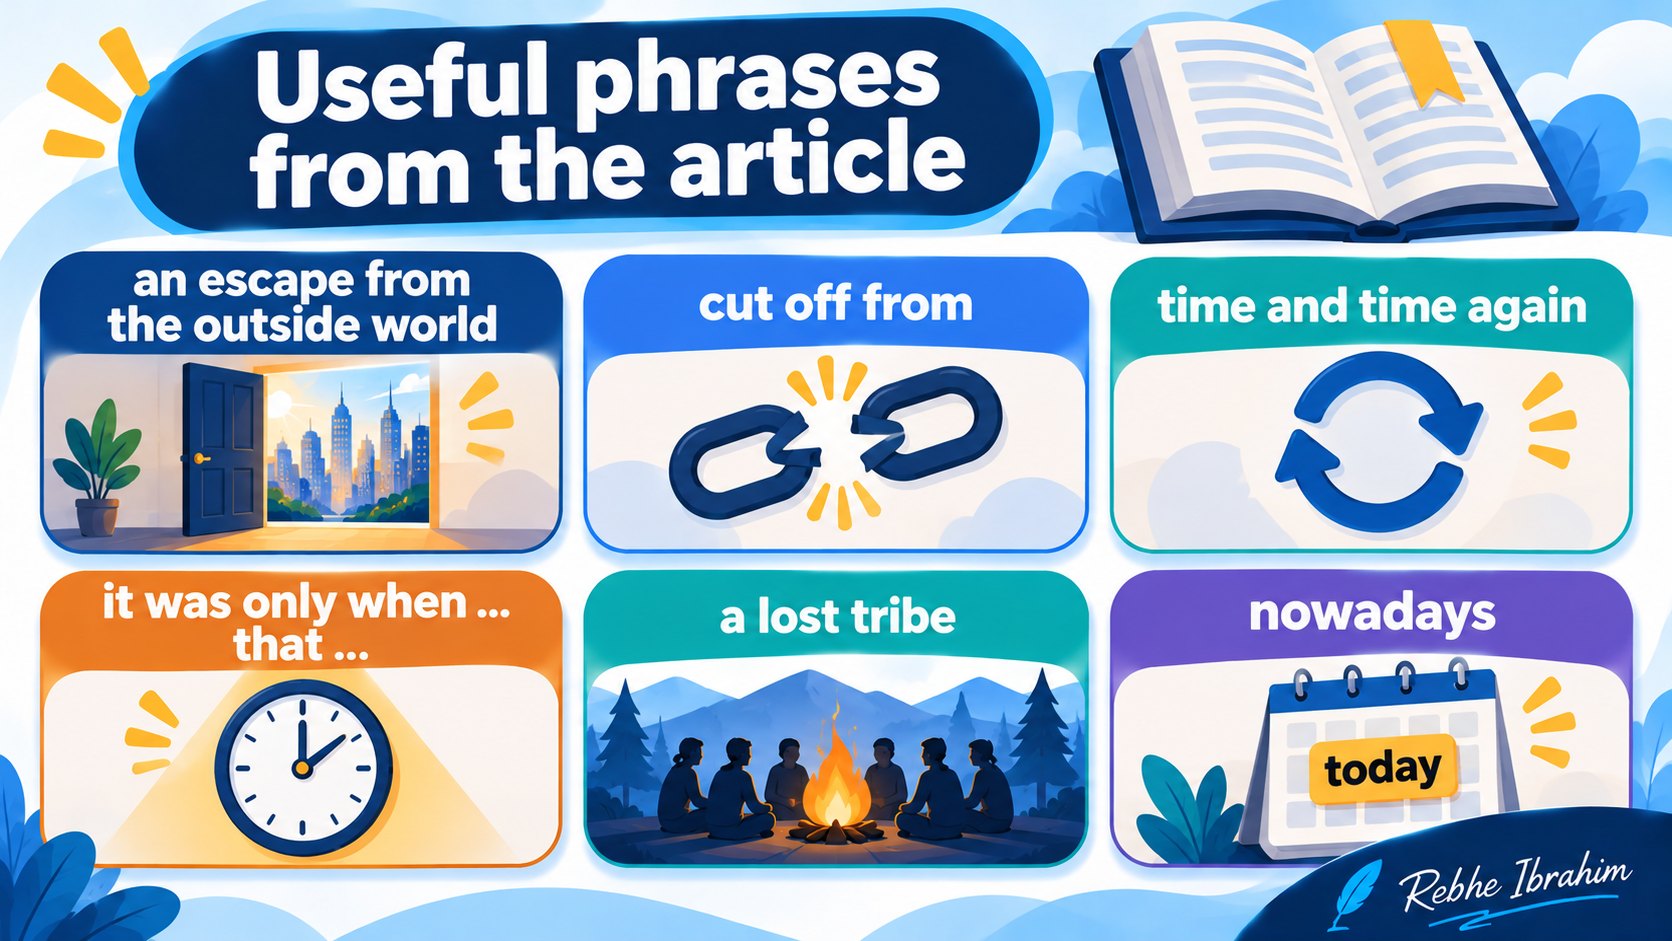 Useful phrases
from the article
an escape from
the outside world
cut off from
time and time again
it was only when ...
that ...
a lost tribe
nowadays
today
Rebhe Ibrahim